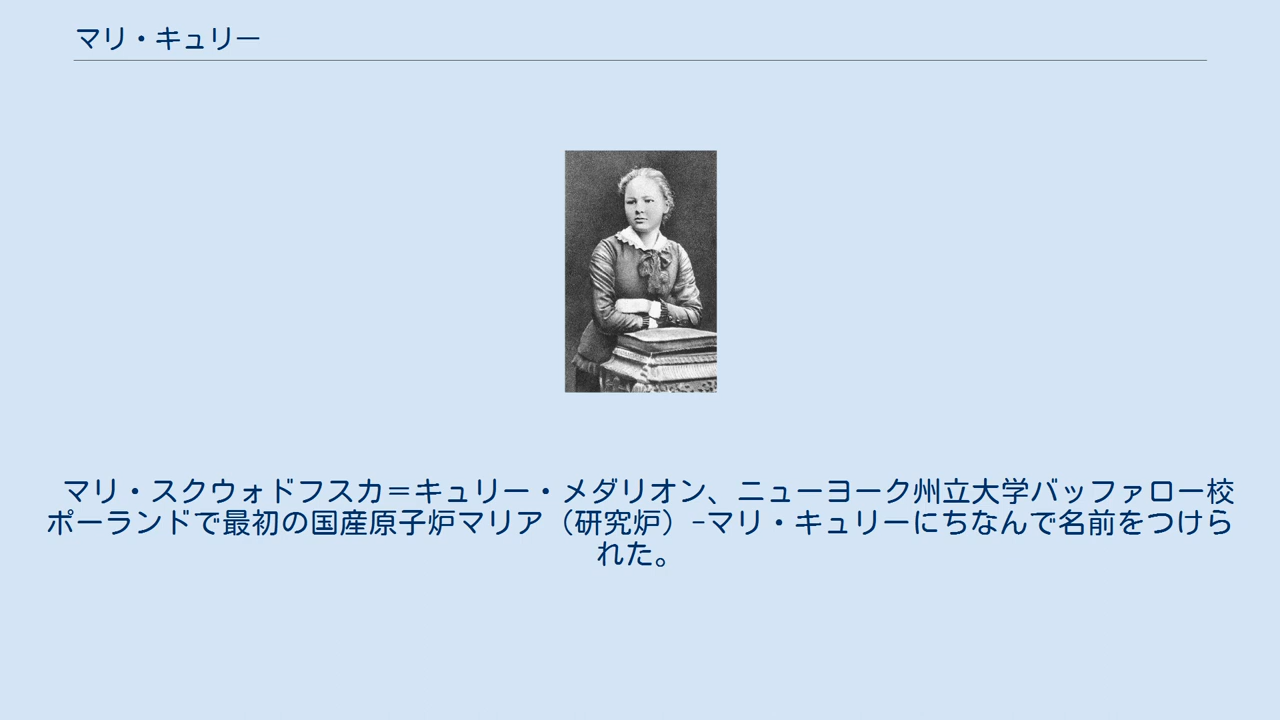 マリ・キュリー
マリ・スクウォドフスカ＝キュリー・メダリオン、ニューヨーク州立大学バッファロー校
ポーランドで最初の国産原子炉マリア（研究炉）-マリ・キュリーにちなんで名前をつけら
れた。